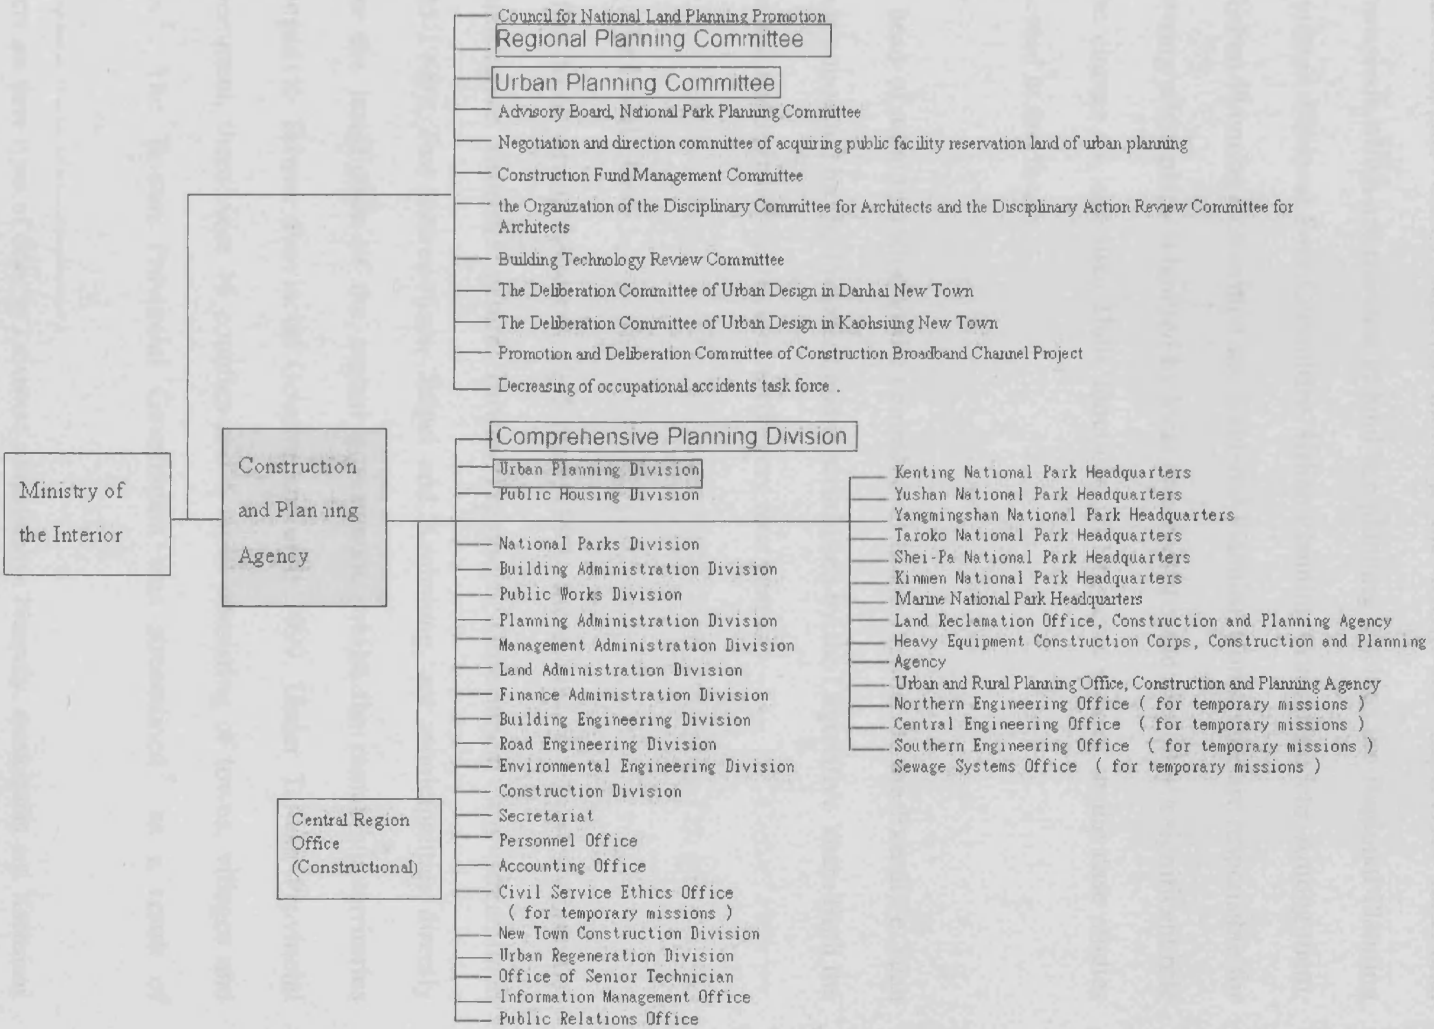 Council for National Land Planning Promotion
Regional Planning Committee
Urban Planning Committee
Advisory Board, National Park Planning Committee
Negotiation and direction committee of acquiring public facility reservation land of urban planning
Construction Fund Management Committee
the Organization of the Disciplinary Committee for Architects and the Disciplinary Action Review Committee for
Architects
Building Technology Review Committee
The Deliberation Committee of Urban Design in Danhai New Town
The Deliberation Committee of Urban Design in Kaohsiung New Town
Promotion and Deliberation Committee of Construction Broadband Channel Project
Decreasing of occupational accidents task force .
Ministry of
the Interior
Construction
and Planning
Agency
Central Region
Office
(Constructional)
Comprehensive Planning Division
Urban Planning Division
Public Housing Division
National Parks Division
Building Administration Division
Public Works Division
Planning Administration Division
Management Administration Division
Land Administration Division
Finance Administration Division
Building Engineering Division
Road Engineering Division
Environmental Engineering Division
Construction Division
Secretariat
Personnel Office
Accounting Office
Civil Service Ethics Office
( for temporary missions )
New Town Construction Division
Urban Regeneration Division
Office of Senior Technician
Information Management Office
Public Relations Office
Kenting National Park Headquarters
Yushan National Park Headquarters
Yangmingshan National Park Headquarters
Taroko National Park Headquarters
Shei-Pa National Park Headquarters
Kinmen National Park Headquarters
Marine National Park Headquarters
Land Reclamation Office, Construction and Planning Agency
Heavy Equipment Construction Corps, Construction and Planning
Agency
Urban and Rural Planning Office, Construction and Planning Agency
Northern Engineering Office ( for temporary missions )
Central Engineering Office ( for temporary missions )
Southern Engineering Office ( for temporary missions )
Sewage Systems Office ( for temporary missions )